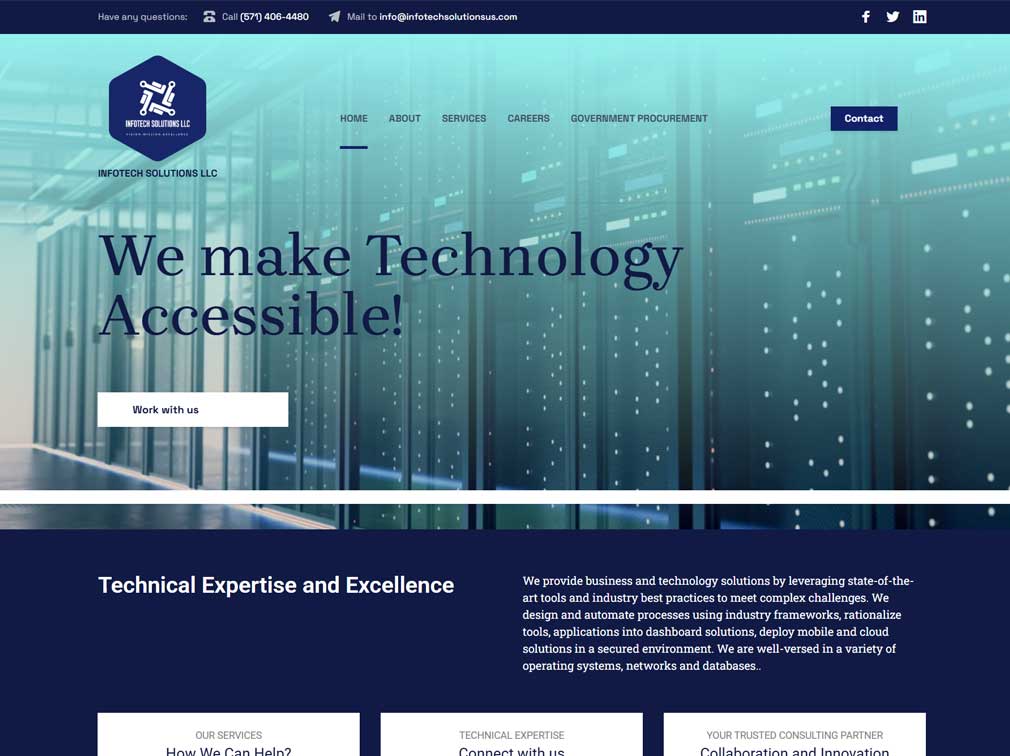 Have any questions: Call (571) 406-4480 Mail to info@infotechsolutionsus.com
INFOTECH SOLUTIONS LLC
VISION MISSION EXCELLENCE
INFOTECH SOLUTIONS LLC
HOME ABOUT SERVICES CAREERS GOVERNMENT PROCUREMENT
Contact
We make Technology
Accessible!
Work with us
Technical Expertise and Excellence
We provide business and technology solutions by leveraging state-of-the-
art tools and industry best practices to meet complex challenges. We
design and automate processes using industry frameworks, rationalize
tools, applications into dashboard solutions, deploy mobile and cloud
solutions in a secured environment. We are well-versed in a variety of
operating systems, networks and databases..
OUR SERVICES
How We Can Help?
TECHNICAL EXPERTISE
Connect with us
YOUR TRUSTED CONSULTING PARTNER
Collaboration and Innovation